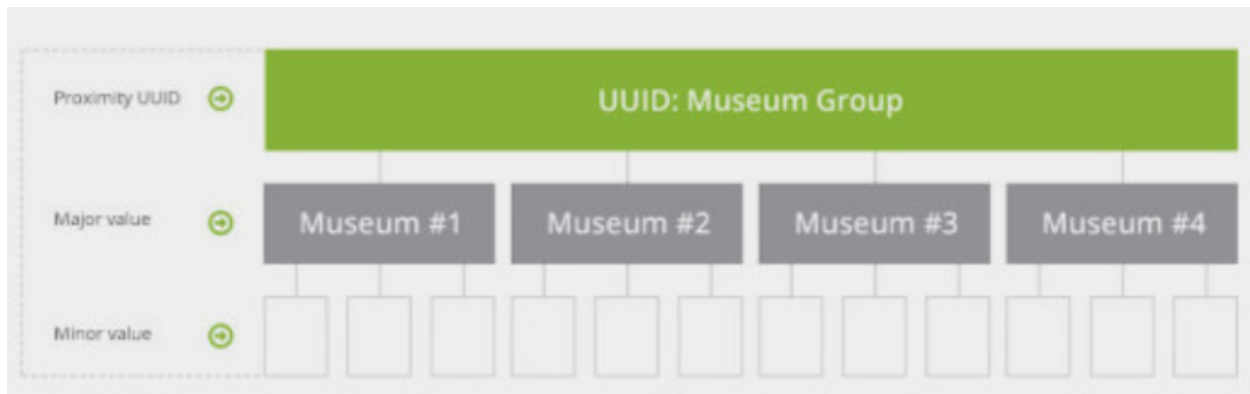 Proximity UUID
UUID: Museum Group
Major value
Museum #1
Museum #2
Museum #3
Museum #4
Minor value